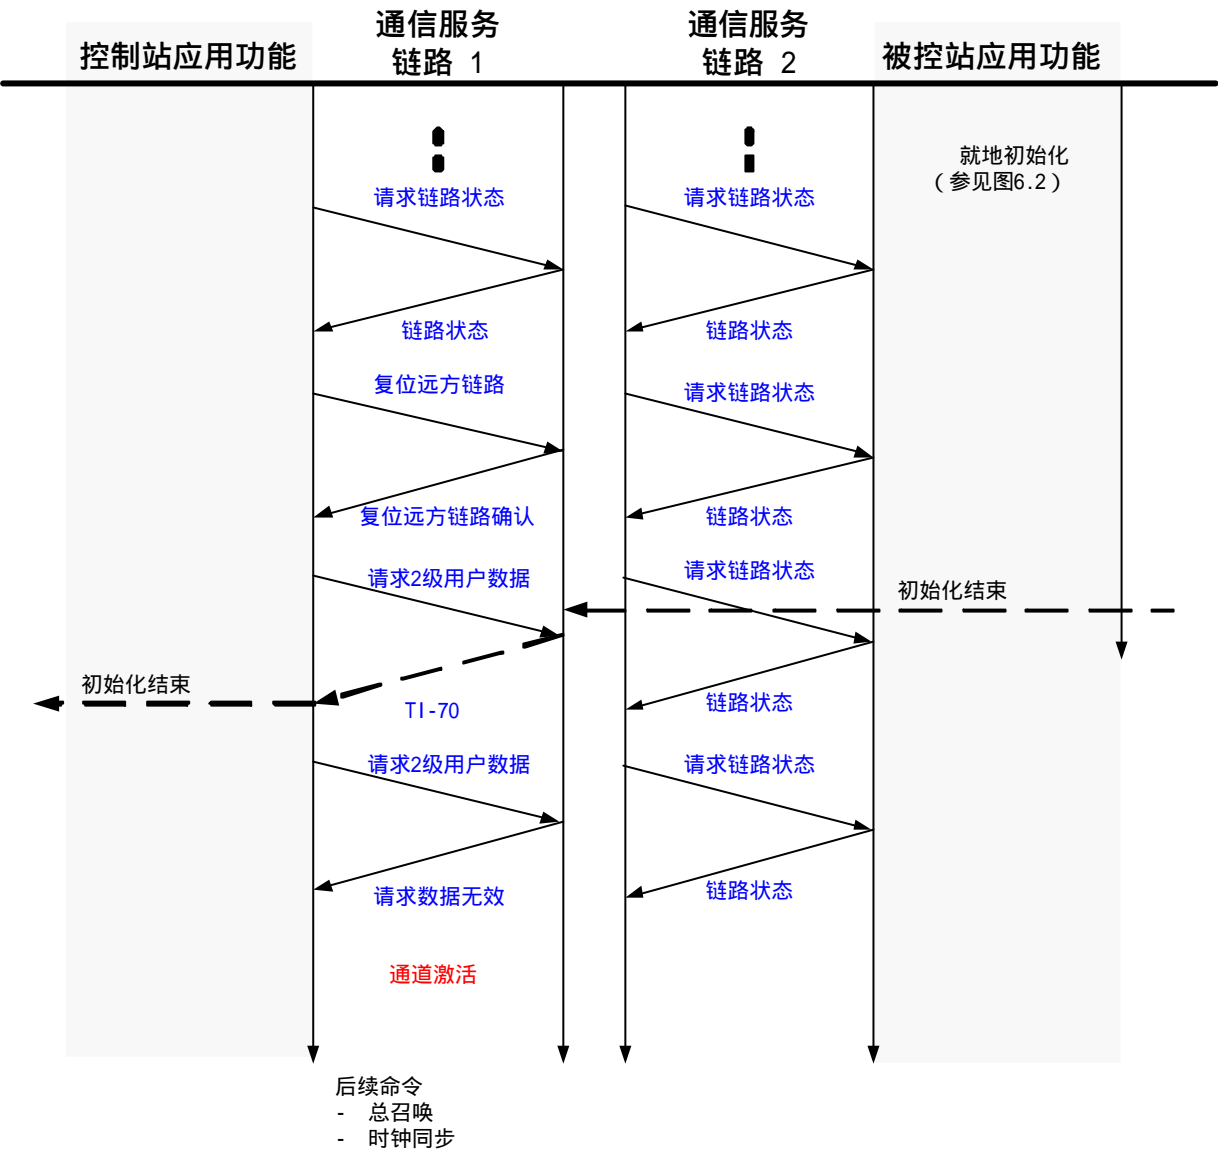 通信服务
链路 1
通信服务
链路 2
控制站应用功能
被控站应用功能
就地初始化
（参见图6.2）
请求链路状态
请求链路状态
链路状态
链路状态
复位远方链路
请求链路状态
复位远方链路确认
链路状态
请求2级用户数据
请求链路状态
初始化结束
初始化结束
TI-70
链路状态
请求2级用户数据
请求链路状态
请求数据无效
链路状态
通道激活
后续命令
- 总召唤
- 时钟同步